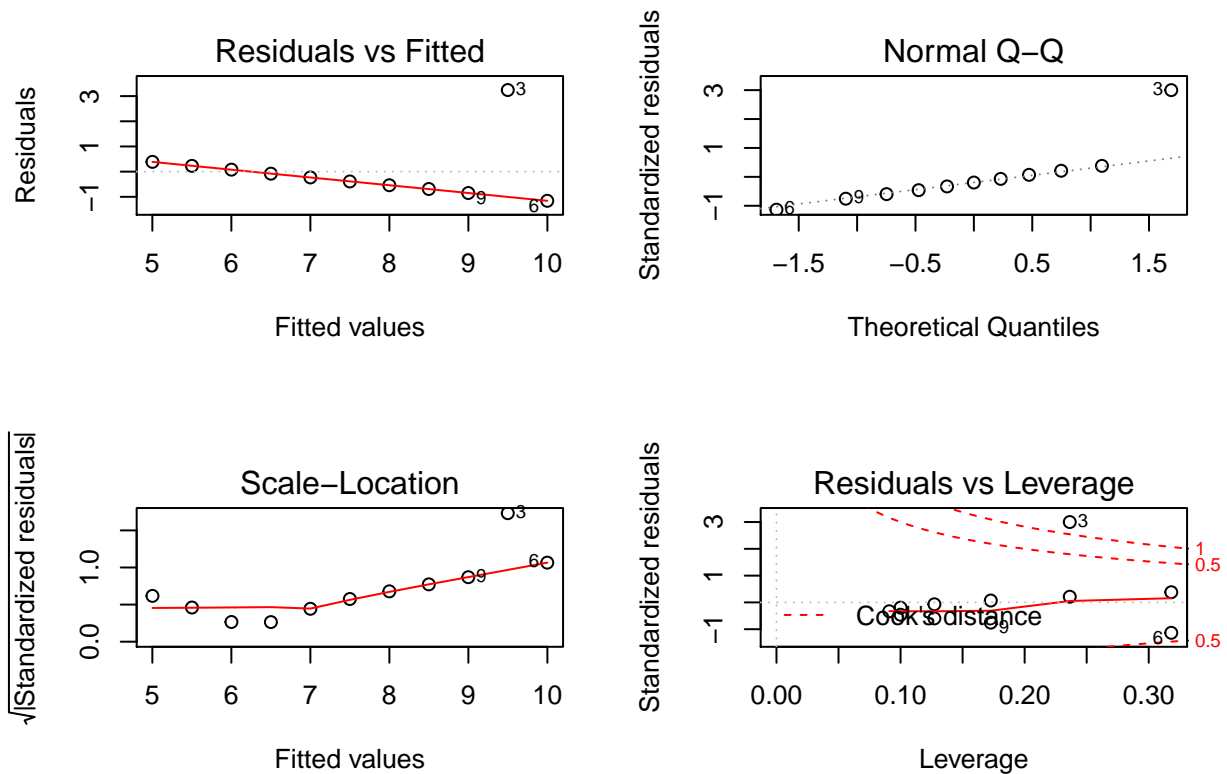 Residuals vs Fitted
Residuals
3
1
−1
3
9
6
5 6 7 8 9 10
Fitted values
Normal Q−Q
Standardized residuals
3
1
−1
3
6
9
−1.5 −0.5 0.5 1.5
Theoretical Quantiles
Scale−Location
√|Standardized residuals|
1.0
0.0
3
6
9
5 6 7 8 9 10
Fitted values
Residuals vs Leverage
Standardized residuals
3
1
−1
3
1
0.5
Cook's distance
9
6
0.5
0.00 0.10 0.20 0.30
Leverage